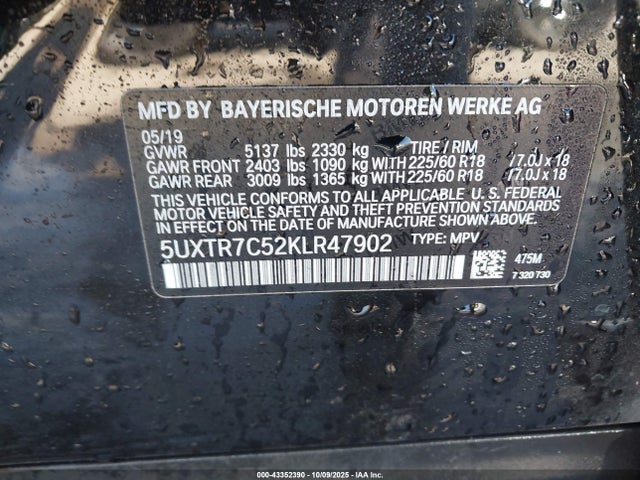 MFD BY BAYERISCHE MOTOREN WERKE AG
05/19
GVWR 5137 lbs 2330 kg TIRE / RIM
GAWR FRONT 2403 lbs 1090 kg WITH 225/60 R18 /7.0J x 18
GAWR REAR 3009 lbs 1365 kg WITH 225/60 R18 /7.0J x 18
THIS VEHICLE CONFORMS TO ALL APPLICABLE U. S. FEDERAL
MOTOR VEHICLE SAFETY AND THEFT PREVENTION STANDARDS
IN EFFECT ON THE DATE OF MANUFACTURE SHOWN ABOVE.
5UXTR7C52KLR47902 TYPE: MPV
475M
7 320 730
000-43352390 - 10/09/2025 - IAAI.COM